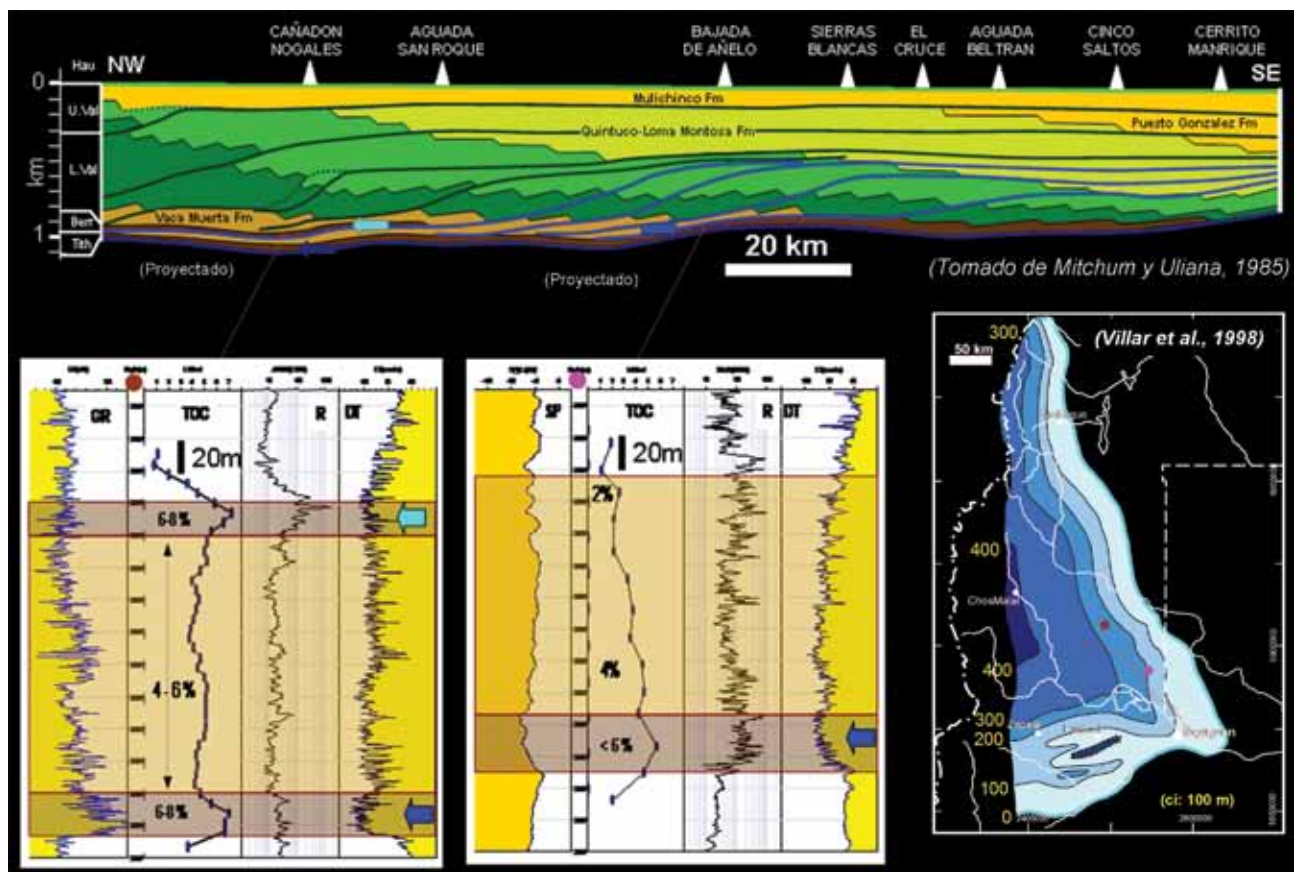 CAÑADON
NOGALES
AGUADA
SAN ROQUE
BAJADA
DE AÑELO
SIERRAS
BLANCAS
EL
CRUCE
AGUADA
BELTRAN
CINCO
SALTOS
CERRITO
MANRIQUE
Hau
NW
SE
0
km
1
U.Val
L.Val
Berr
Tith
Mulichinco Fm
Puesto Gonzalez Fm
Quintuco-Loma Montosa Fm
Vaca Muerta Fm
20 km
(Proyectado)
(Proyectado)
(Tomado de Mitchum y Uliana, 1985)
GR
TOC
R
DT
20m
6-8%
4-6%
6-8%
SP
TOC
R
DT
20m
2%
4%
<6%
300
50 km
(Villar et al., 1998)
400
ChosMalal
400
300
200
100
0
(ci: 100 m)